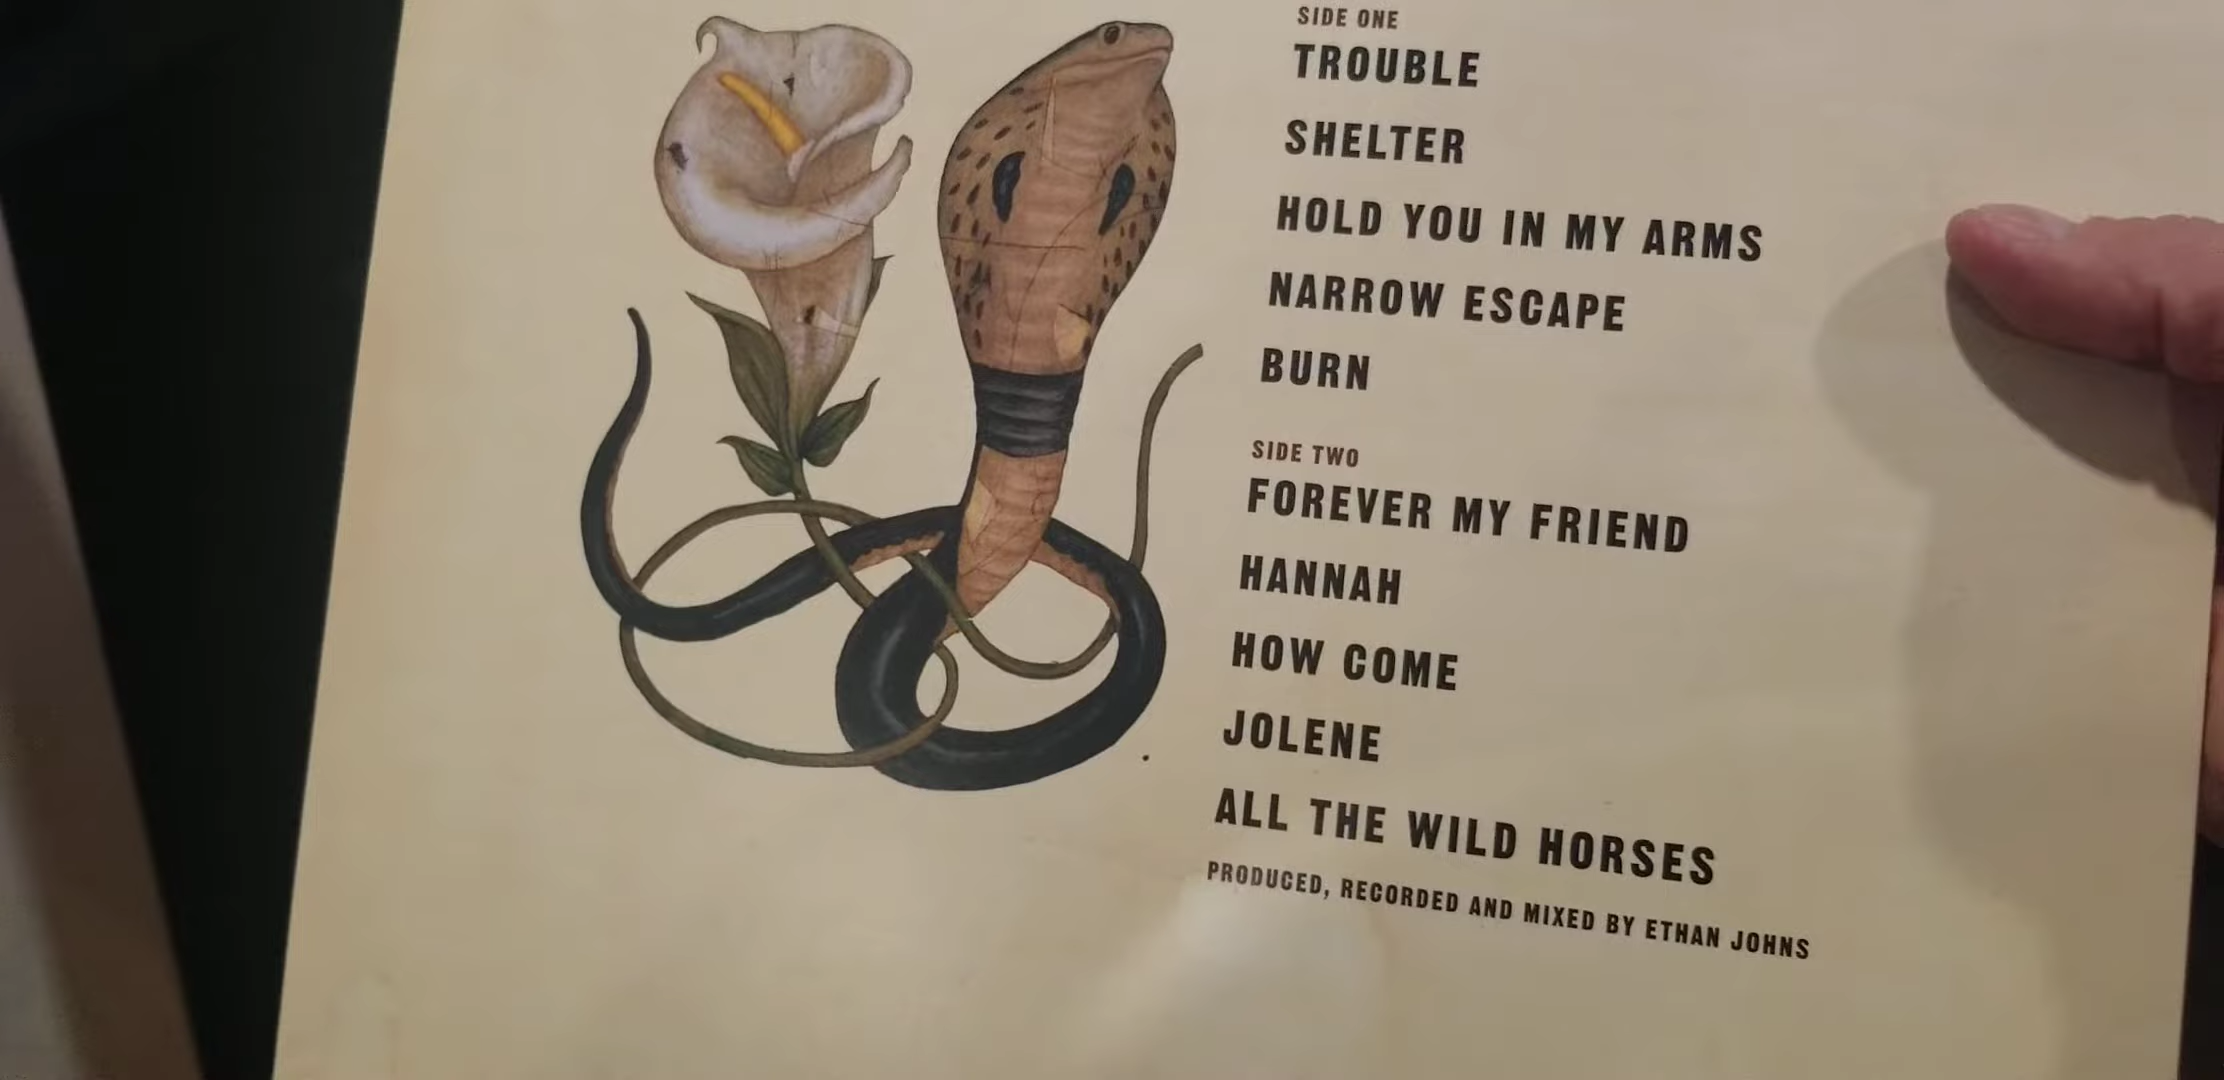 SIDE ONE
TROUBLE
SHELTER
HOLD YOU IN MY ARMS
NARROW ESCAPE
BURN
SIDE TWO
FOREVER MY FRIEND
HANNAH
HOW COME
JOLENE
ALL THE WILD HORSES
PRODUCED, RECORDED AND MIXED BY ETHAN JOHNS